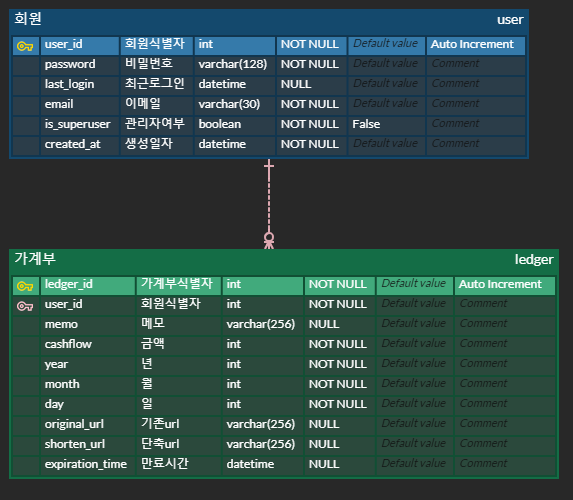 회원 user
user_id 회원식별자 int NOT NULL Default value Auto Increment
password 비밀번호 varchar(128) NOT NULL Default value Comment
last_login 최근로그인 datetime NULL Default value Comment
email 이메일 varchar(30) NOT NULL Default value Comment
is_superuser 관리자여부 boolean NOT NULL False Comment
created_at 생성일자 datetime NOT NULL Default value Comment
가계부 ledger
ledger_id 가계부식별자 int NOT NULL Default value Auto Increment
user_id 회원식별자 int NOT NULL Default value Comment
memo 메모 varchar(256) NULL Default value Comment
cashflow 금액 int NOT NULL Default value Comment
year 년 int NOT NULL Default value Comment
month 월 int NOT NULL Default value Comment
day 일 int NOT NULL Default value Comment
original_url 기존url varchar(256) NULL Default value Comment
shorten_url 단축url varchar(256) NULL Default value Comment
expiration_time 만료시간 datetime NULL Default value Comment